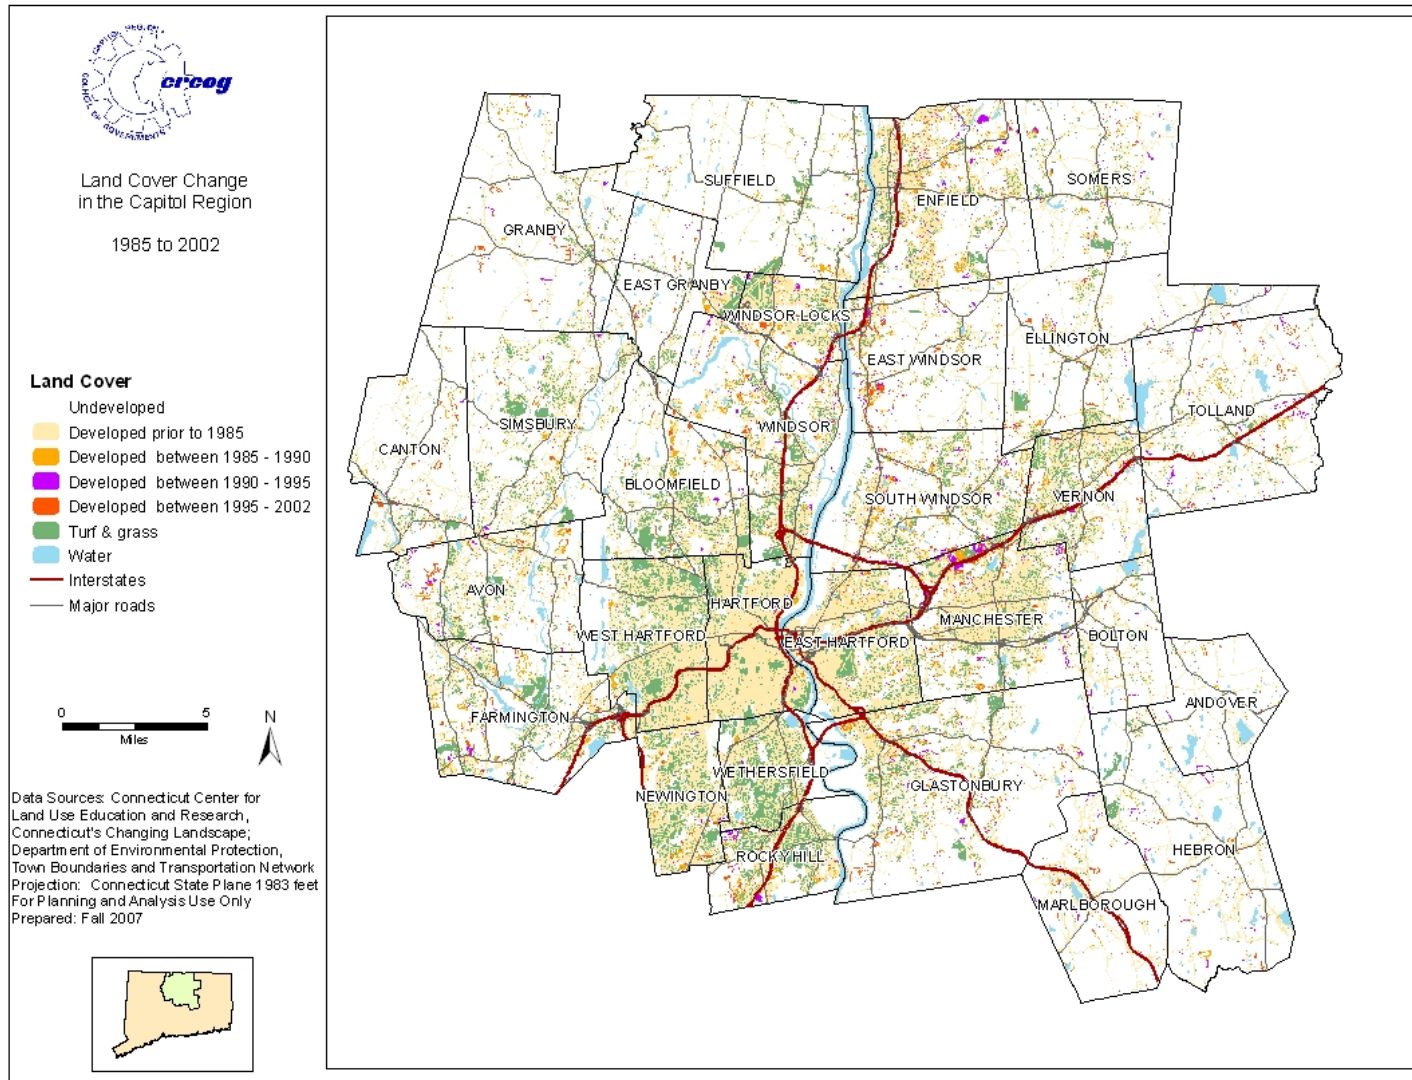 CAPITOL REGION
COUNCIL OF GOVERNMENTS
crcog
Land Cover Change
in the Capitol Region
1985 to 2002
Land Cover
Undeveloped
Developed prior to 1985
Developed between 1985 - 1990
Developed between 1990 - 1995
Developed between 1995 - 2002
Turf & grass
Water
Interstates
Major roads
0 5
Miles
N
Data Sources: Connecticut Center for
Land Use Education and Research,
Connecticut's Changing Landscape;
Department of Environmental Protection,
Town Boundaries and Transportation Network
Projection: Connecticut State Plane 1983 feet
For Planning and Analysis Use Only
Prepared: Fall 2007
SUFFIELD
ENFIELD
SOMERS
GRANBY
EAST GRANBY
WINDSOR LOCKS
EAST WINDSOR
ELLINGTON
TOLLAND
CANTON
SIMSBURY
WINDSOR
BLOOMFIELD
SOUTH WINDSOR
VERNON
AVON
HARTFORD
WEST HARTFORD
EAST HARTFORD
MANCHESTER
BOLTON
ANDOVER
FARMINGTON
NEWINGTON
WETHERSFIELD
GLASTONBURY
ROCKY HILL
HEBRON
MARLBOROUGH